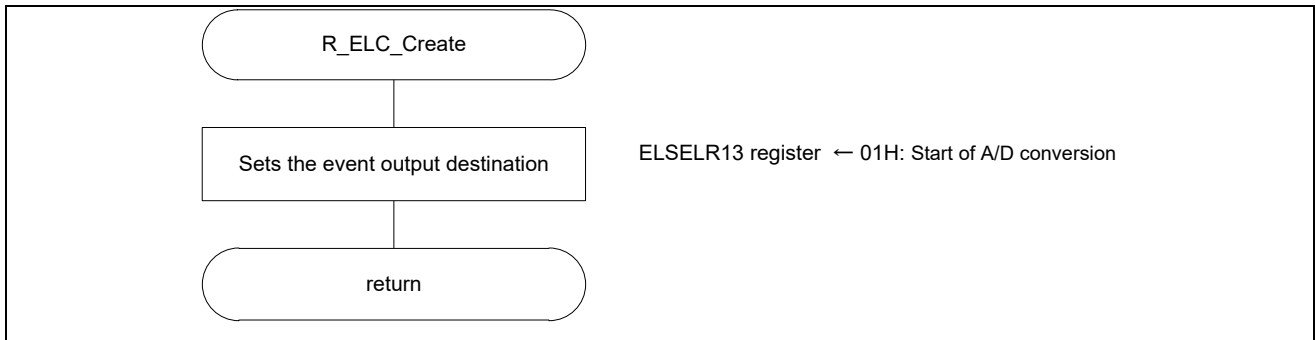 R_ELC_Create
Sets the event output destination
ELSELR13 register ← 01H: Start of A/D conversion
return